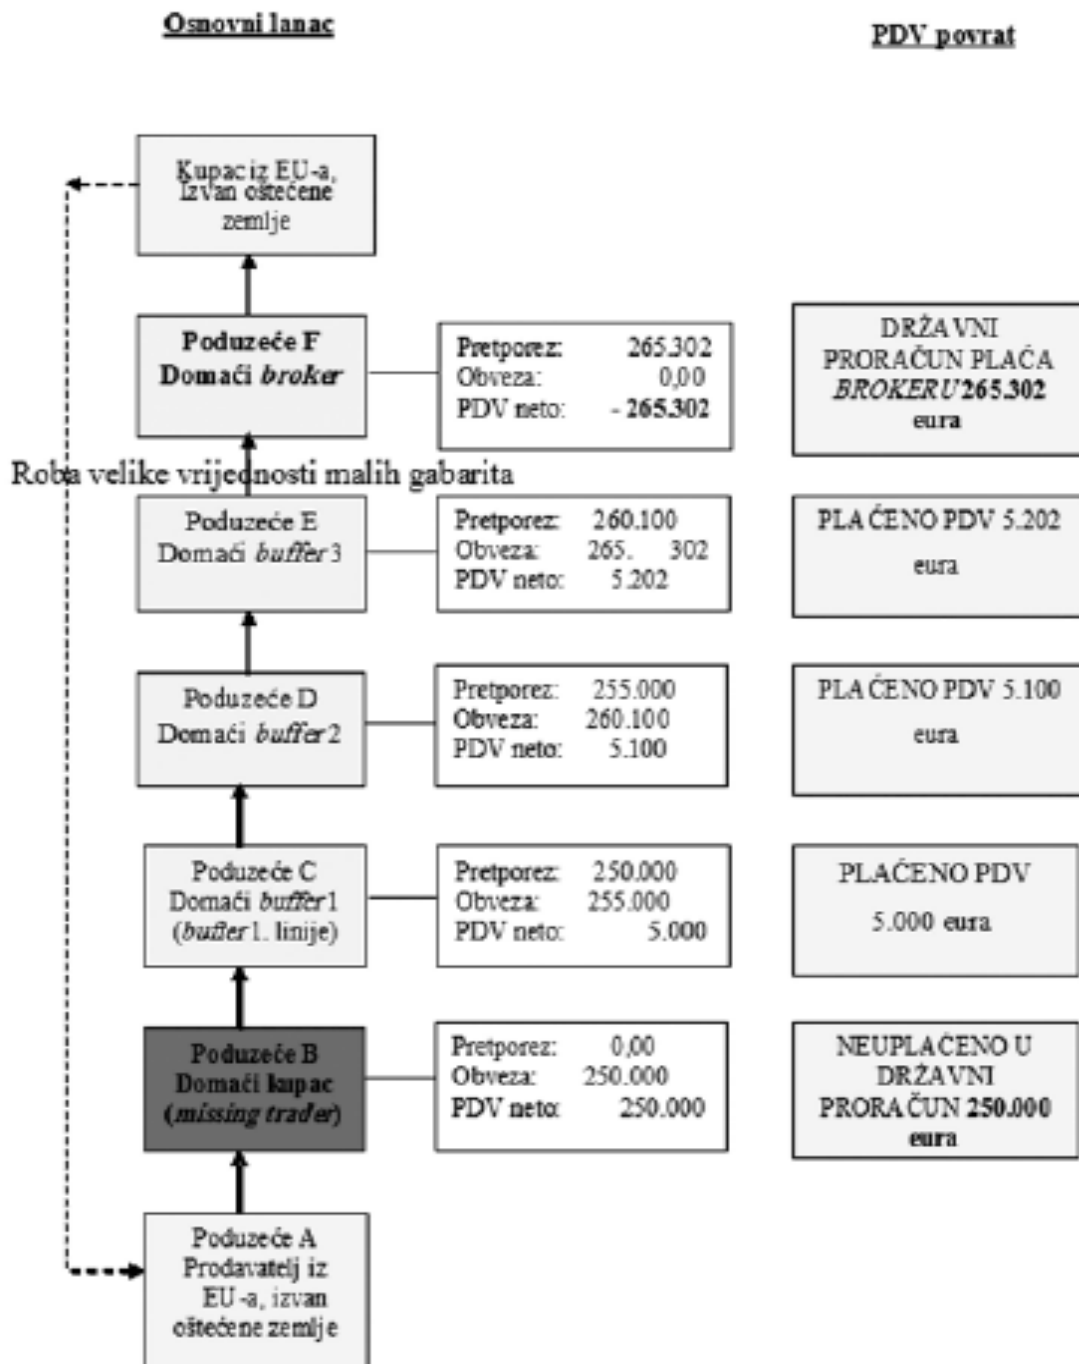 Osnovni lanac
PDV povrat
Kupac iz EU-a,
Izvan oštećene
zemlje
Poduzeće F
Domaći broker
Pretporez: 265.302
Obveza: 0,00
PDV neto: - 265.302
DRŽAVNI
PRORAČUN PLAĆA
BROKERU 265.302
eura
Roba velike vrijednosti malih gabarita
Poduzeće E
Domaći buffer 3
Pretporez: 260.100
Obveza: 265. 302
PDV neto: 5.202
PLAĆENO PDV 5.202
eura
Poduzeće D
Domaći buffer 2
Pretporez: 255.000
Obveza: 260.100
PDV neto: 5.100
PLAĆENO PDV 5.100
eura
Poduzeće C
Domaći buffer 1
(buffer 1. linije)
Pretporez: 250.000
Obveza: 255.000
PDV neto: 5.000
PLAĆENO PDV
5.000 eura
Poduzeće B
Domaći kupac
(missing trader)
Pretporez: 0,00
Obveza: 250.000
PDV neto: 250.000
NEUPLAĆENO U
DRŽAVNI
PRORAČUN 250.000
eura
Poduzeće A
Prodavatelj iz
EU-a, izvan
oštećene zemlje